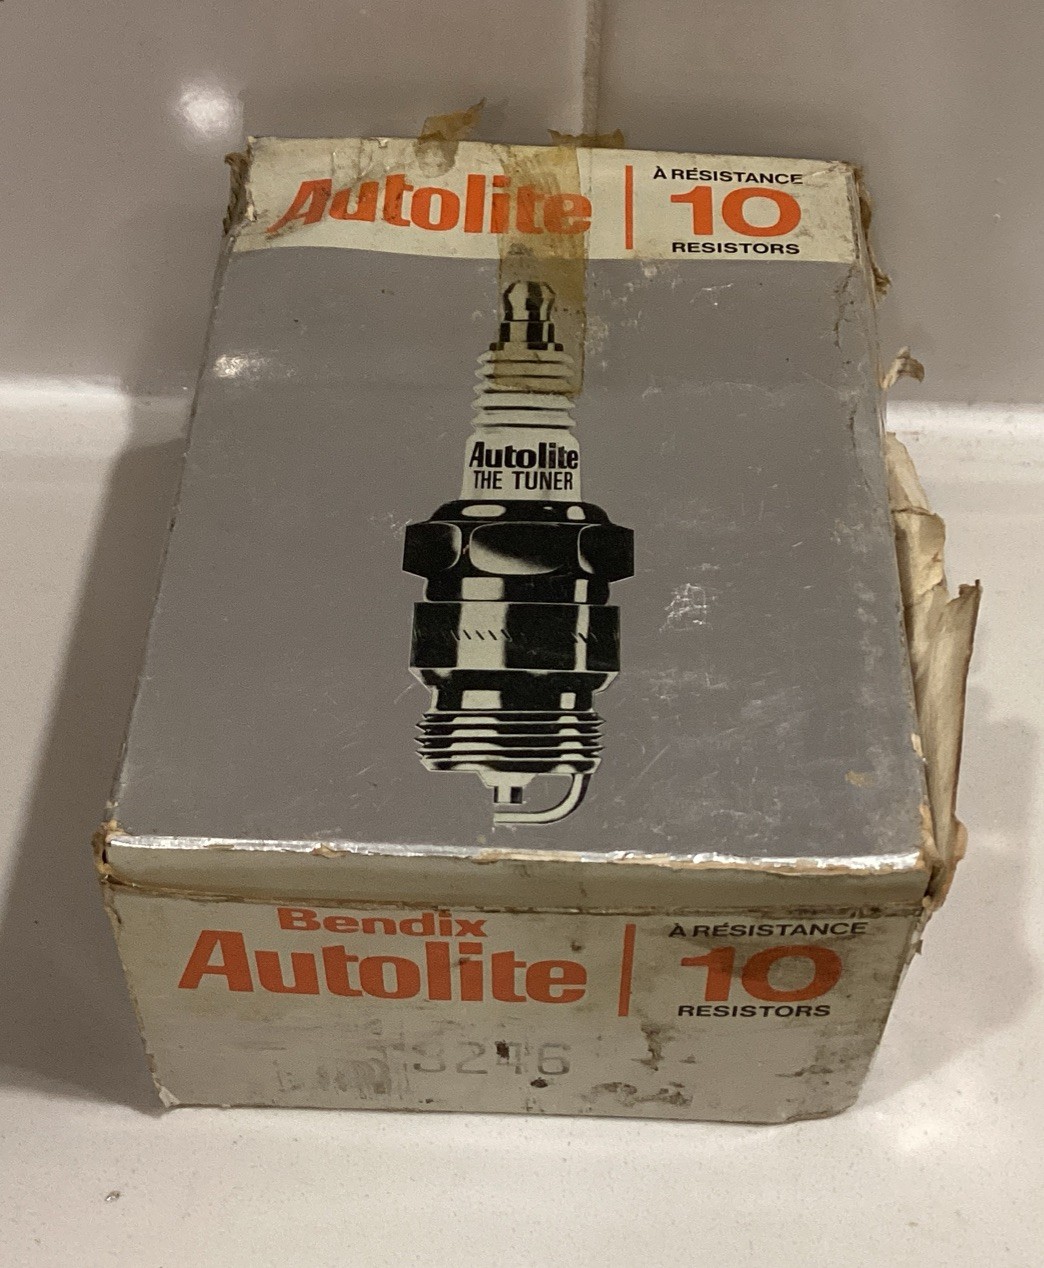 Autolite
À RÉSISTANCE
10
RESISTORS
Autolite
THE TUNER
Bendix
Autolite
À RÉSISTANCE
10
RESISTORS